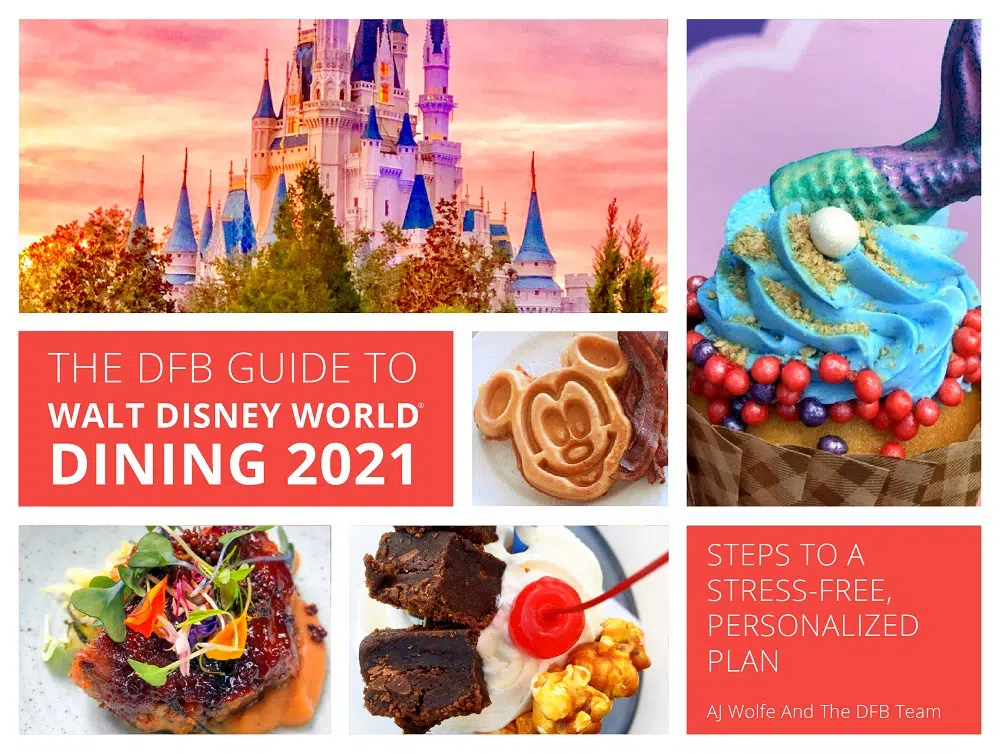 THE DFB GUIDE TO
WALT DISNEY WORLD®
DINING 2021
STEPS TO A
STRESS-FREE,
PERSONALIZED
PLAN
AJ Wolfe And The DFB Team